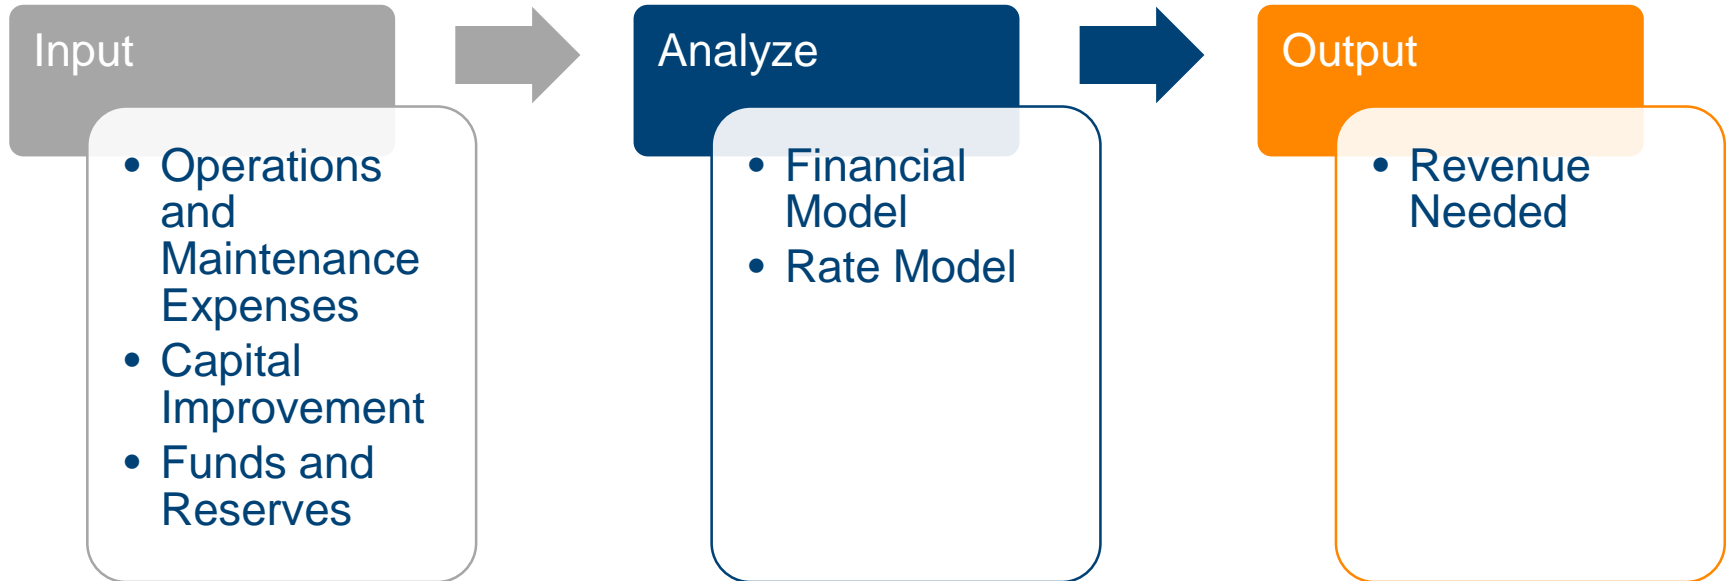 Input
• Operations
and
Maintenance
Expenses
• Capital
Improvement
• Funds and
Reserves
Analyze
• Financial
Model
• Rate Model
Output
• Revenue
Needed